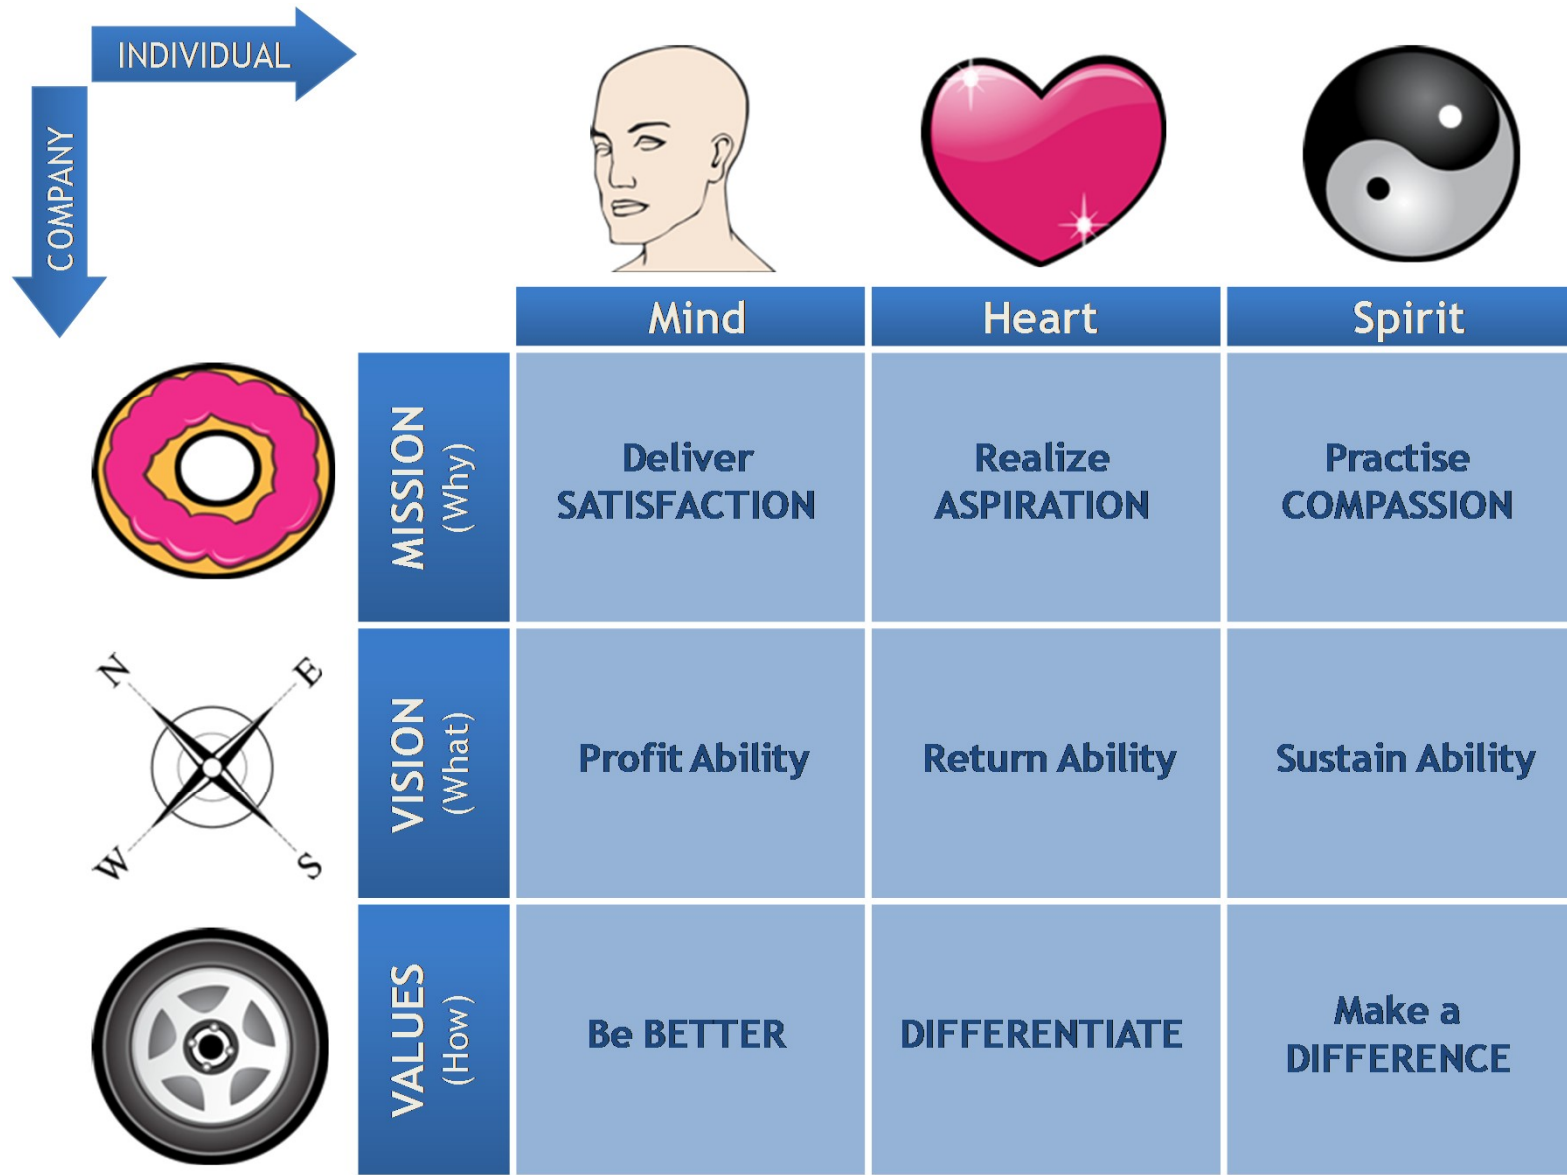 INDIVIDUAL
COMPANY
Mind
Heart
Spirit
MISSION
(Why)
Deliver
SATISFACTION
Realize
ASPIRATION
Practise
COMPASSION
N
E
W
S
VISION
(What)
Profit Ability
Return Ability
Sustain Ability
VALUES
(How)
Be BETTER
DIFFERENTIATE
Make a
DIFFERENCE